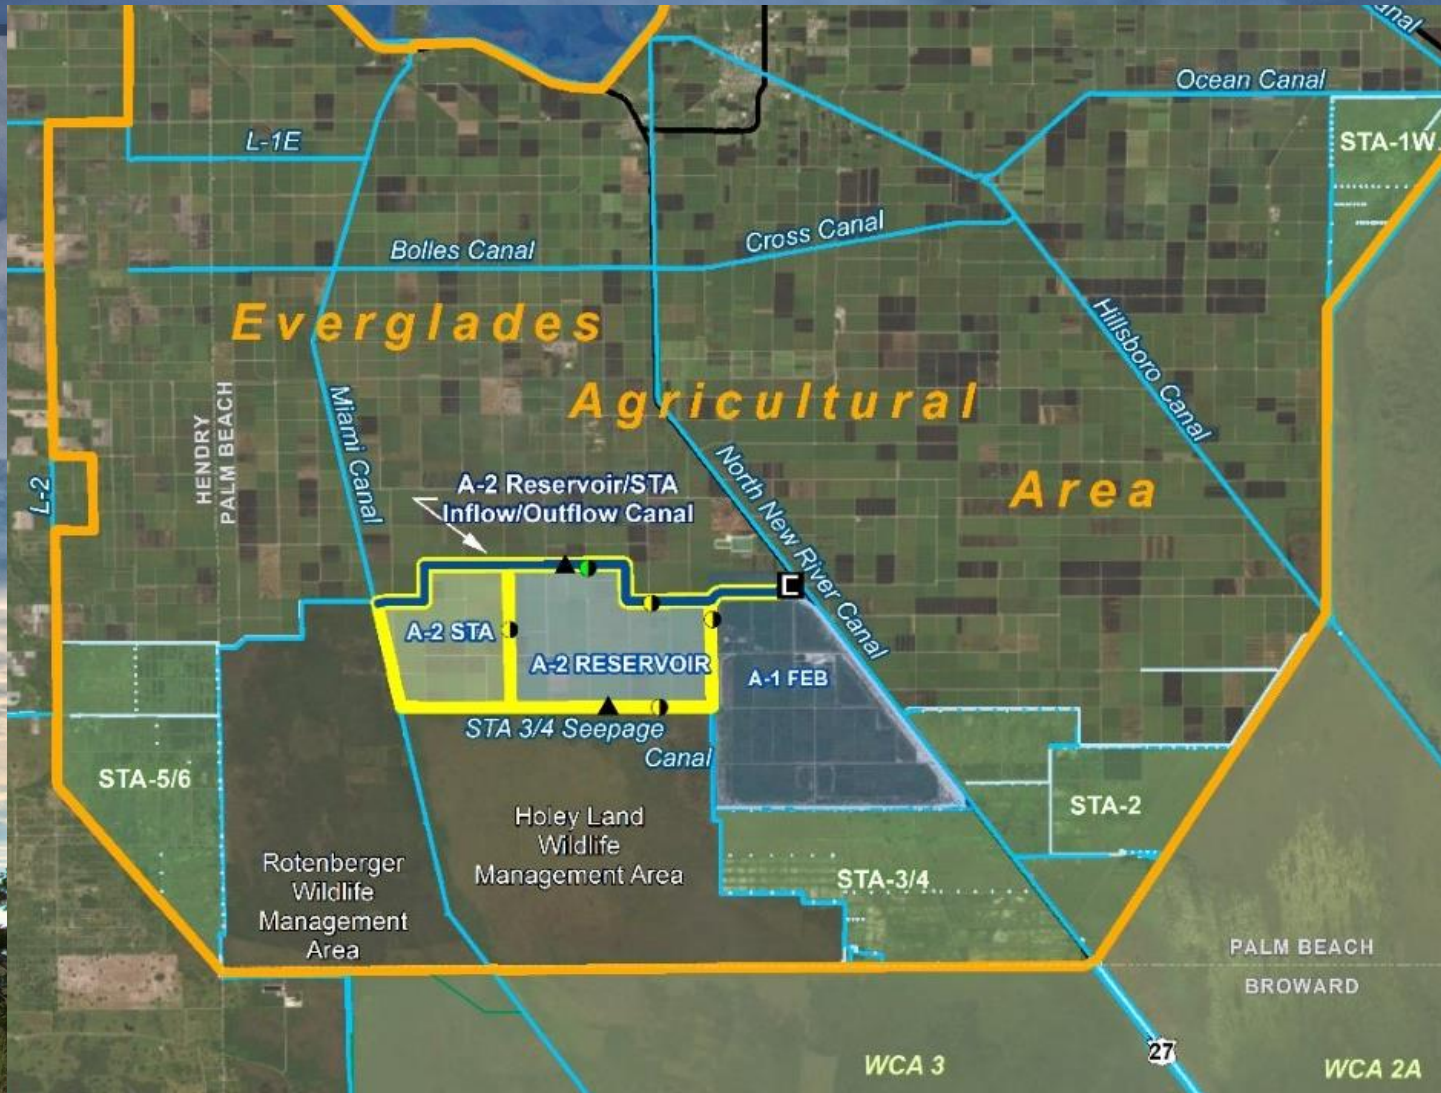 anal
Ocean Canal
L-1E
STA-1W
Cross Canal
Bolles Canal
Everglades
Hillsboro Canal
Agricultural
Miami Canal
HENDRY
PALM BEACH
North New River Canal
A-2 Reservoir/STA
Inflow/Outflow Canal
Area
L-2
C
A-2 STA
A-2 RESERVOIR
A-1 FEB
STA 3/4 Seepage
Canal
STA-5/6
STA-2
Holey Land
Wildlife
Management Area
Rotenberger
Wildlife
Management
Area
STA-3/4
PALM BEACH
BROWARD
27
WCA 3
WCA 2A